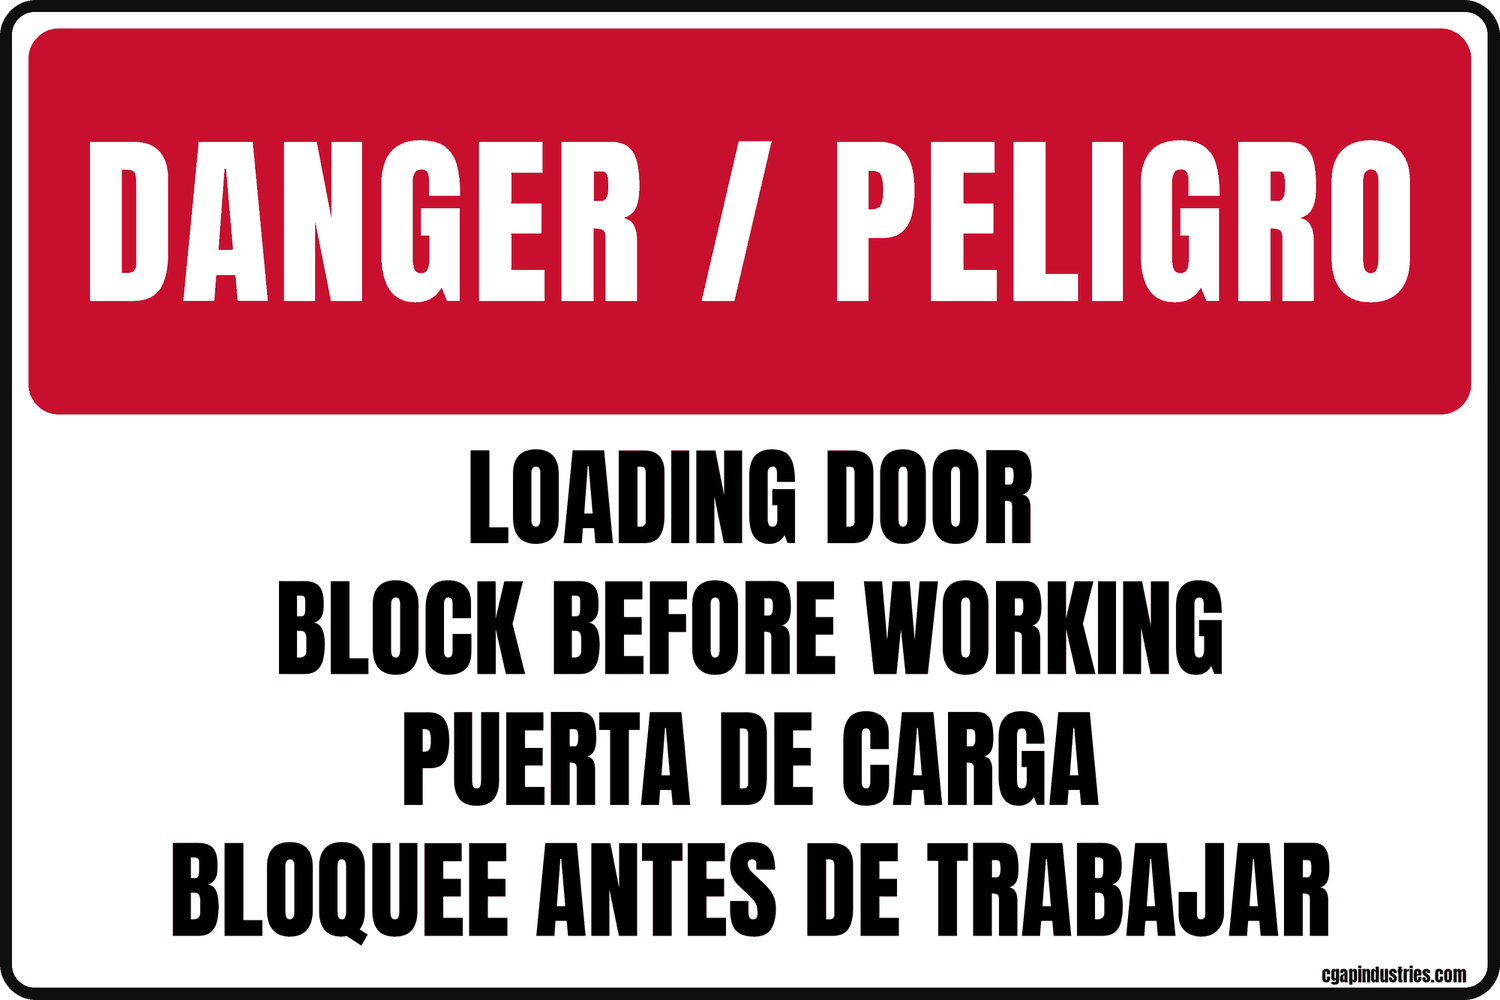 DANGER / PELIGRO
LOADING DOOR
BLOCK BEFORE WORKING
PUERTA DE CARGA
BLOQUEE ANTES DE TRABAJAR
cgapindustries.com